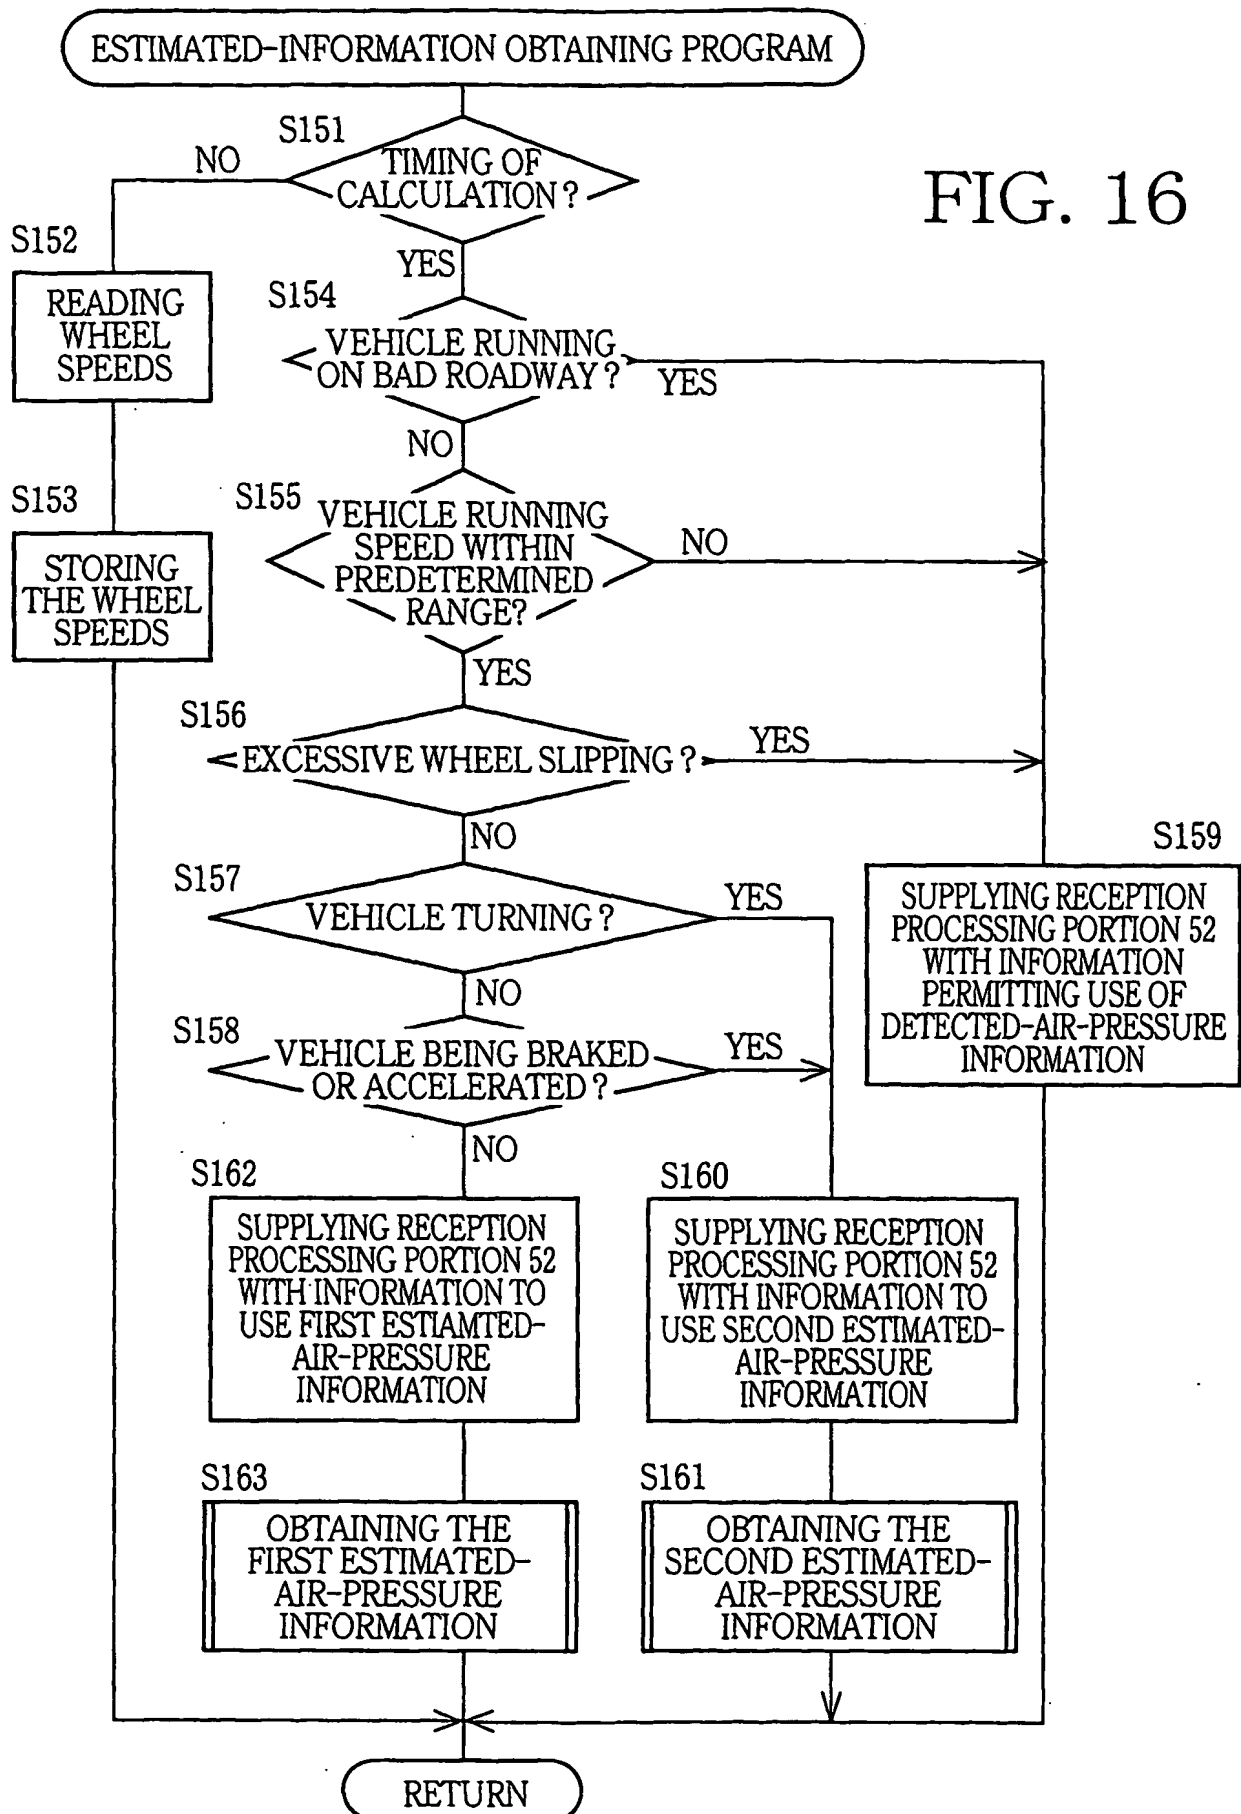 ESTIMATED-INFORMATION OBTAINING PROGRAM
S151
NO
TIMING OF
CALCULATION?
FIG. 16
YES
S152
READING
WHEEL
SPEEDS
S154
VEHICLE RUNNING
ON BAD ROADWAY?
YES
NO
S153
STORING
THE WHEEL
SPEEDS
S155
VEHICLE RUNNING
SPEED WITHIN
PREDETERMINED
RANGE?
NO
YES
S156
EXCESSIVE WHEEL SLIPPING?
YES
NO
S157
VEHICLE TURNING?
YES
NO
S159
SUPPLYING RECEPTION
PROCESSING PORTION 52
WITH INFORMATION
PERMITTING USE OF
DETECTED-AIR-PRESSURE
INFORMATION
S158
VEHICLE BEING BRAKED
OR ACCELERATED?
YES
NO
S162
SUPPLYING RECEPTION
PROCESSING PORTION 52
WITH INFORMATION TO
USE FIRST ESTIAMTED-
AIR-PRESSURE
INFORMATION
S160
SUPPLYING RECEPTION
PROCESSING PORTION 52
WITH INFORMATION TO
USE SECOND ESTIMATED-
AIR-PRESSURE
INFORMATION
S163
OBTAINING THE
FIRST ESTIMATED-
AIR-PRESSURE
INFORMATION
S161
OBTAINING THE
SECOND ESTIMATED-
AIR-PRESSURE
INFORMATION
RETURN